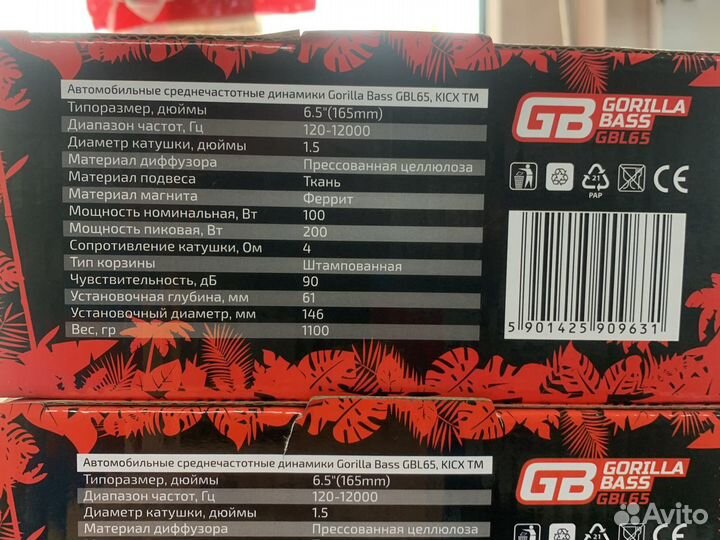 Автомобильные среднечастотные динамики Gorilla Bass GBL65, KICX TM
Типоразмер, дюймы 6.5"(165mm)
Диапазон частот, Гц 120-12000
Диаметр катушки, дюймы 1.5
Материал диффузора Прессованная целлюлоза
Материал подвеса Ткань
Материал магнита Феррит
Мощность номинальная, Вт 100
Мощность пиковая, Вт 200
Сопротивление катушки, Ом 4
Тип корзины Штампованная
Чувствительность, дБ 90
Установочная глубина, мм 61
Установочный диаметр, мм 146
Вес, гр 1100
GB GORILLA
BASS
GBL65
21
PAP
CE
5 901425 909631
Автомобильные среднечастотные динамики Gorilla Bass GBL65, KICX TM
Типоразмер, дюймы 6.5"(165mm)
Диапазон частот, Гц 120-12000
Диаметр катушки, дюймы 1.5
Материал диффузора Прессованная целлюлоза
GB GORILLA
BASS
GBL65
21
Avito